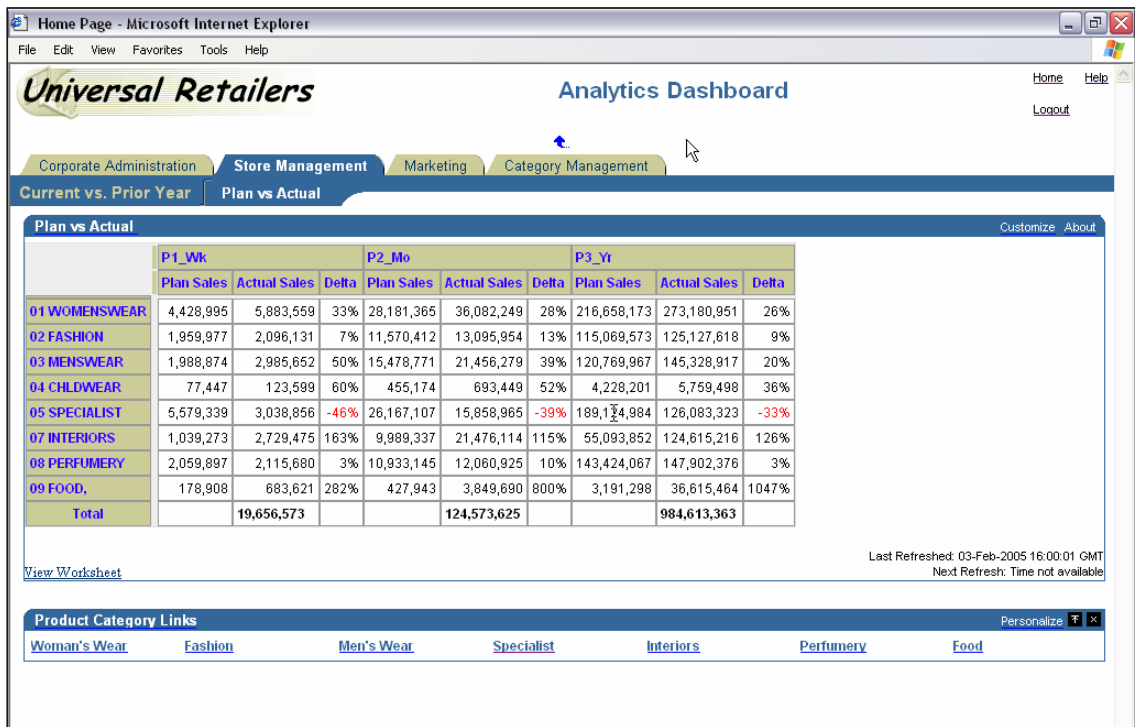 Home Page - Microsoft Internet Explorer
File Edit View Favorites Tools Help
Universal Retailers
Analytics Dashboard
Home Help
Logout
Corporate Administration Store Management Marketing Category Management
Current vs. Prior Year Plan vs Actual
Plan vs Actual Customize About
P1_Wk P2_Mo P3_Yr
Plan Sales Actual Sales Delta Plan Sales Actual Sales Delta Plan Sales Actual Sales Delta
01 WOMENSWEAR 4,428,995 5,883,559 33% 28,181,365 36,082,249 28% 216,658,173 273,180,951 26%
02 FASHION 1,959,977 2,096,131 7% 11,570,412 13,095,954 13% 115,069,573 125,127,618 9%
03 MENSWEAR 1,988,874 2,985,652 50% 15,478,771 21,456,279 39% 120,769,967 145,328,917 20%
04 CHLDWEAR 77,447 123,599 60% 455,174 693,449 52% 4,228,201 5,759,498 36%
05 SPECIALIST 5,579,339 3,038,856 -46% 26,167,107 15,858,965 -39% 126,083,323 -33%
07 INTERIORS 1,039,273 2,729,475 163% 9,989,337 21,476,114 115% 55,093,852 124,615,216 126%
08 PERFUMERY 2,059,897 2,115,680 3% 10,933,145 12,060,925 10% 143,424,067 147,902,376 3%
09 FOOD, 178,908 683,621 282% 427,943 3,849,690 800% 3,191,298 36,615,464 1047%
Total 19,656,573 124,573,625 984,613,363
Last Refreshed: 03-Feb-2005 16:00:01 GMT
View Worksheet Next Refresh: Time not available
Product Category Links Personalize
Woman's Wear Fashion Men's Wear Specialist Interiors Perfumery Food